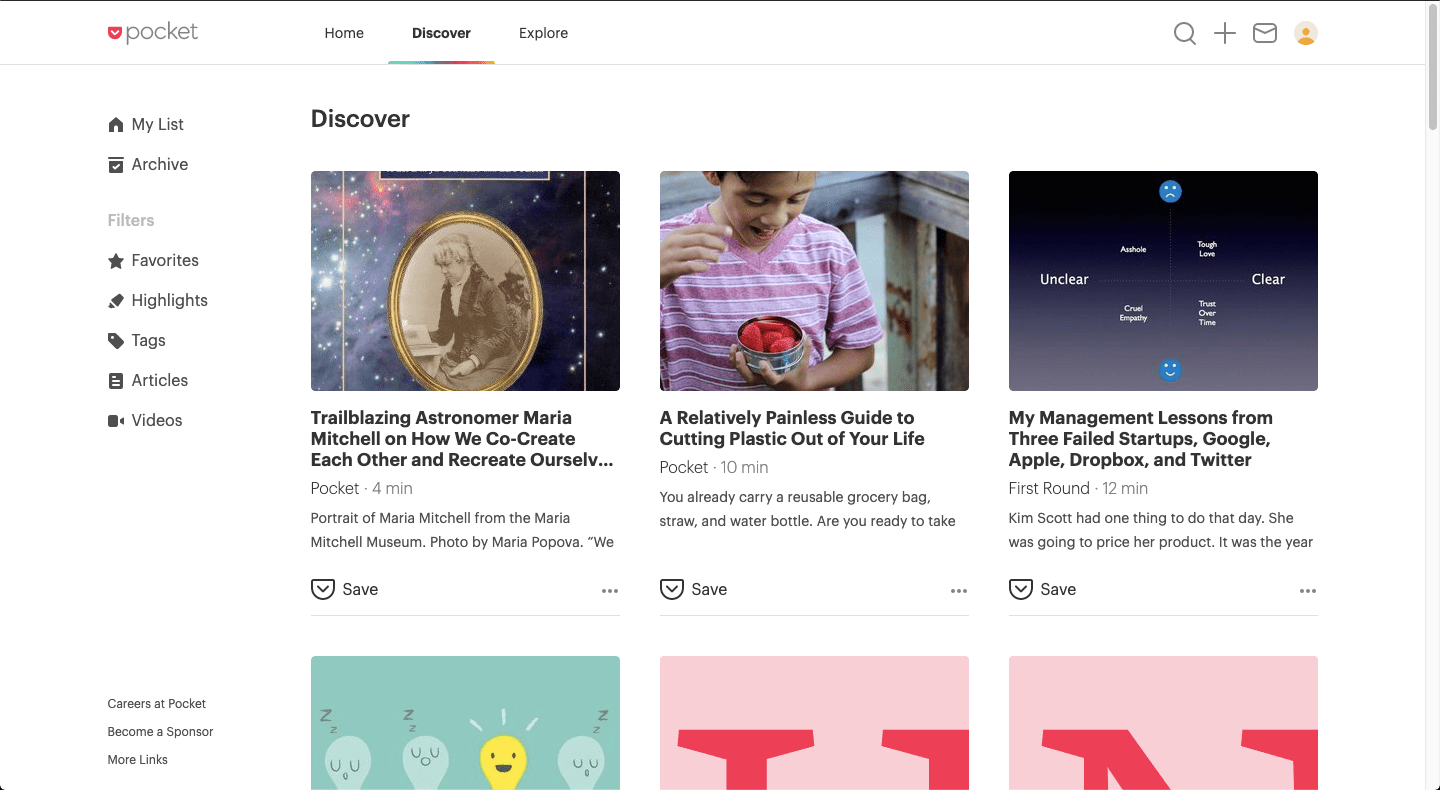 pocket
Home
Discover
Explore
My List
Archive
Filters
Favorites
Highlights
Tags
Articles
Videos
Careers at Pocket
Become a Sponsor
More Links
Discover
Trailblazing Astronomer Maria
Mitchell on How We Co-Create
Each Other and Recreate Ourselv...
Pocket · 4 min
Portrait of Maria Mitchell from the Maria
Mitchell Museum. Photo by Maria Popova. “We
Save
A Relatively Painless Guide to
Cutting Plastic Out of Your Life
Pocket · 10 min
You already carry a reusable grocery bag,
straw, and water bottle. Are you ready to take
Save
Asshole
Tough
Love
Unclear
Clear
Cruel
Empathy
Trust
Over
Time
My Management Lessons from
Three Failed Startups, Google,
Apple, Dropbox, and Twitter
First Round · 12 min
Kim Scott had one thing to do that day. She
was going to price her product. It was the year
Save
Z
z
Z
z
Z
z